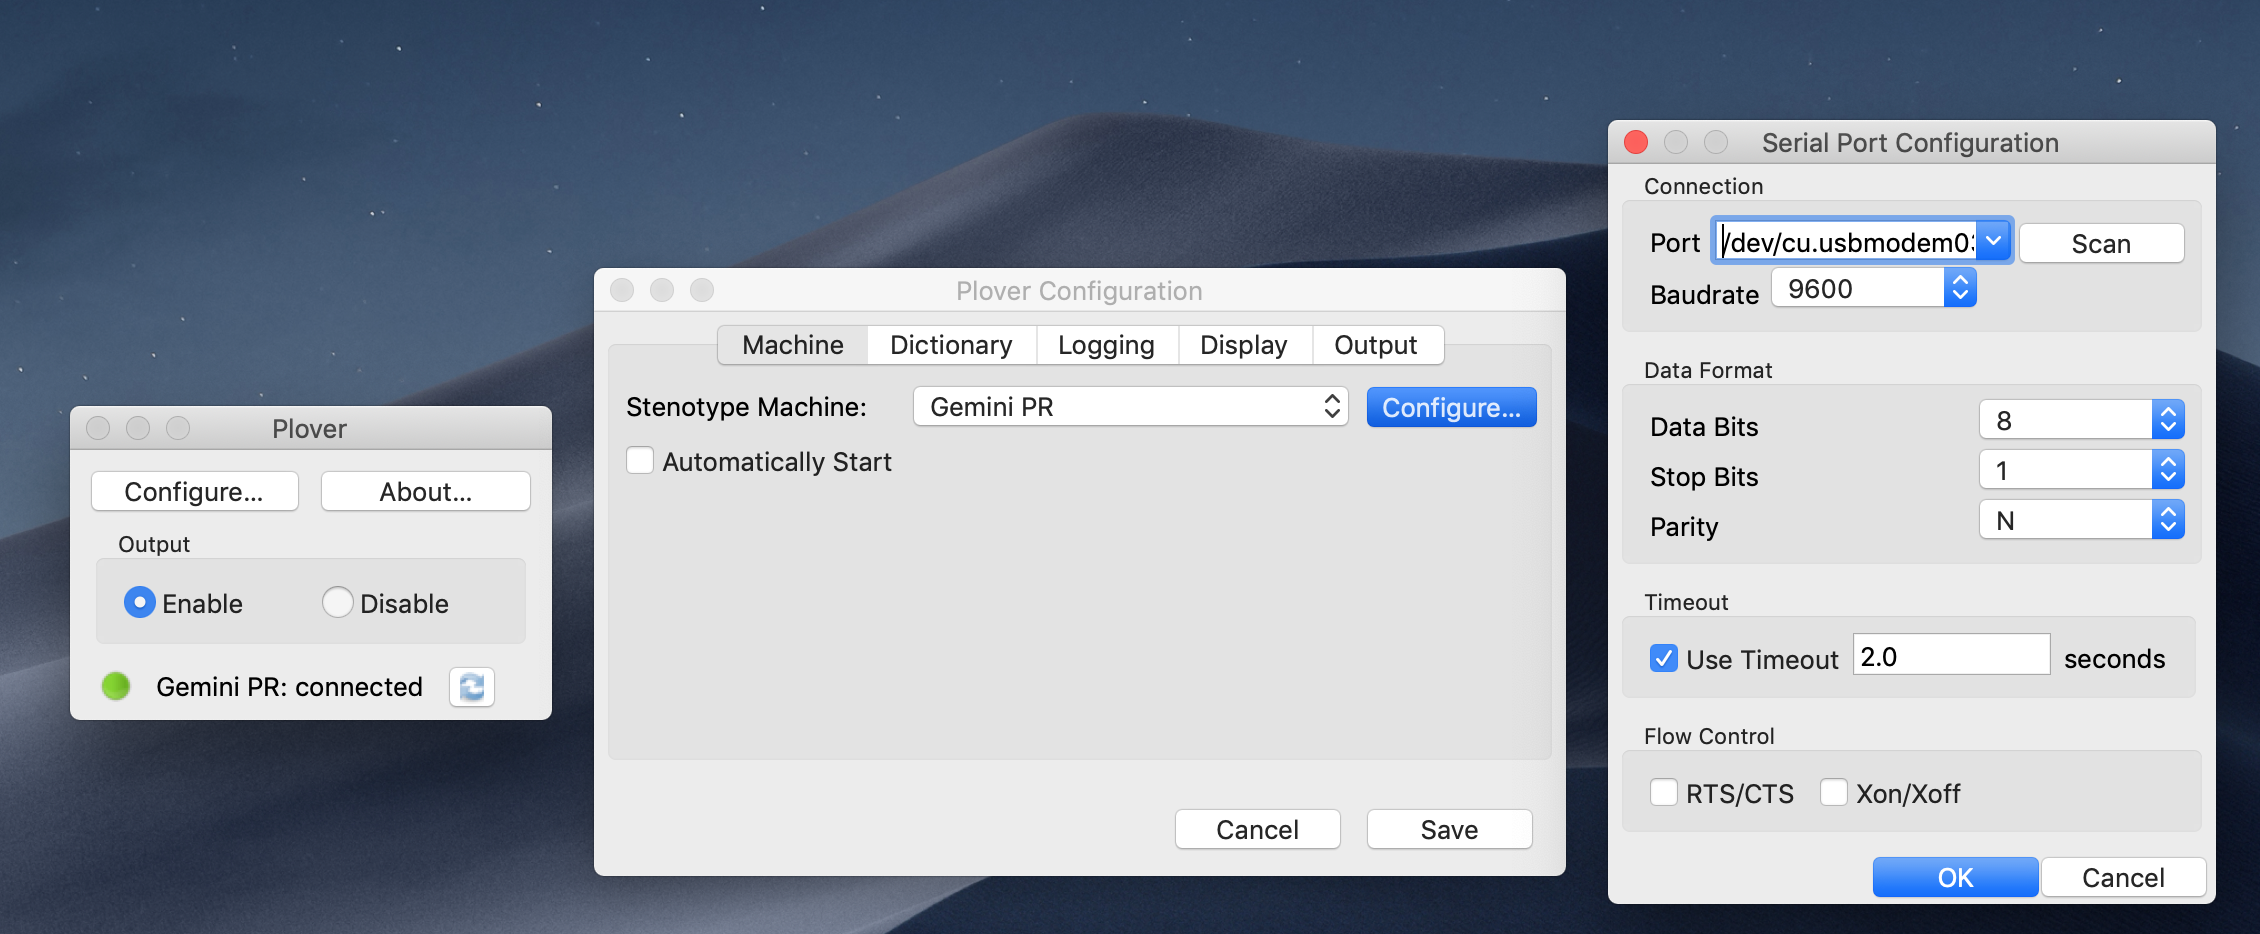 Plover
Configure...
About...
Output
Enable
Disable
Gemini PR: connected
Plover Configuration
Machine
Dictionary
Logging
Display
Output
Stenotype Machine:
Gemini PR
Configure...
Automatically Start
Cancel
Save
Serial Port Configuration
Connection
Port
/dev/cu.usbmodem03
Scan
Baudrate
9600
Data Format
Data Bits
8
Stop Bits
1
Parity
N
Timeout
Use Timeout
2.0
seconds
Flow Control
RTS/CTS
Xon/Xoff
OK
Cancel